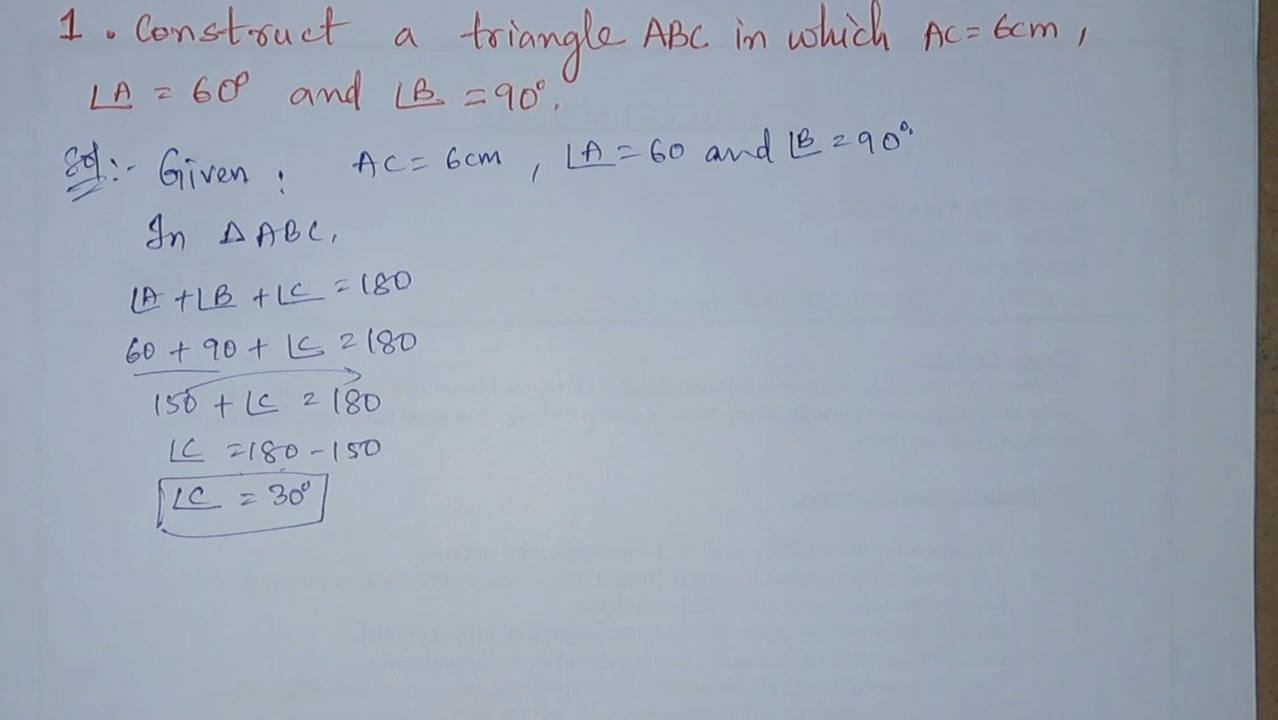 1. Construct a triangle ABC in which AC = 6cm,
∠A = 60° and ∠B = 90°.
Sol:- Given: AC = 6cm, ∠A = 60 and ∠B = 90°.
In △ABC,
∠A + ∠B + ∠C = 180
60 + 90 + ∠C = 180
150 + ∠C = 180
∠C = 180 - 150
∠C = 30°